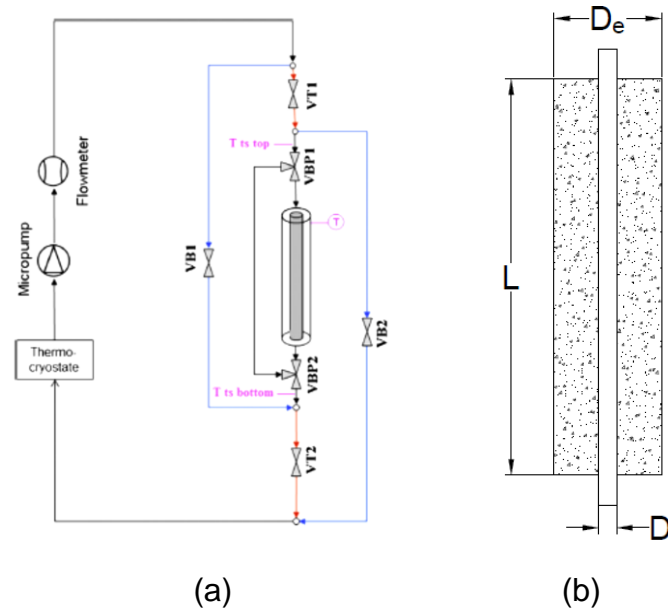 VT1
T ts top
VBP1
Flowmeter
T
Micropump
VB1
VB2
Thermo-
cryostate
VBP2
T ts bottom
VT2
(a)
De
L
D
(b)